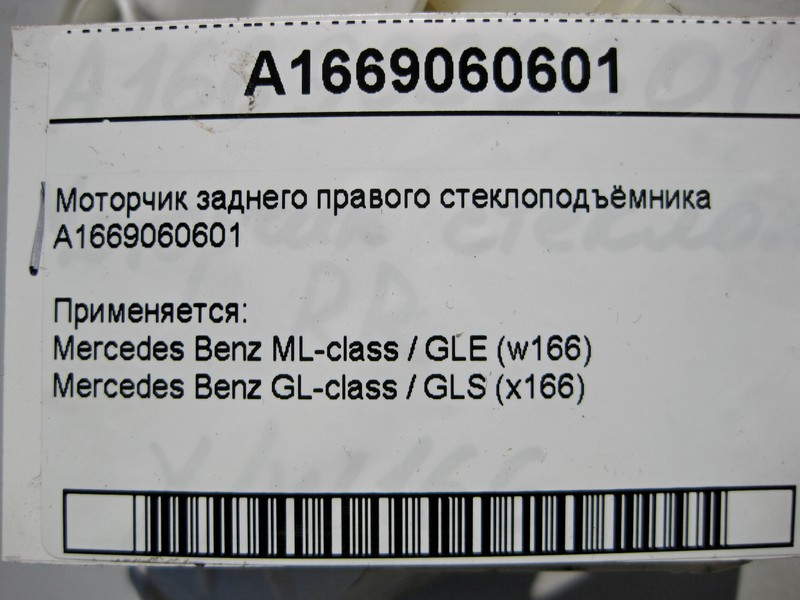 A1669060601
Моторчик заднего правого стеклоподъёмника
A1669060601
Применяется:
Mercedes Benz ML-class / GLE (w166)
Mercedes Benz GL-class / GLS (x166)